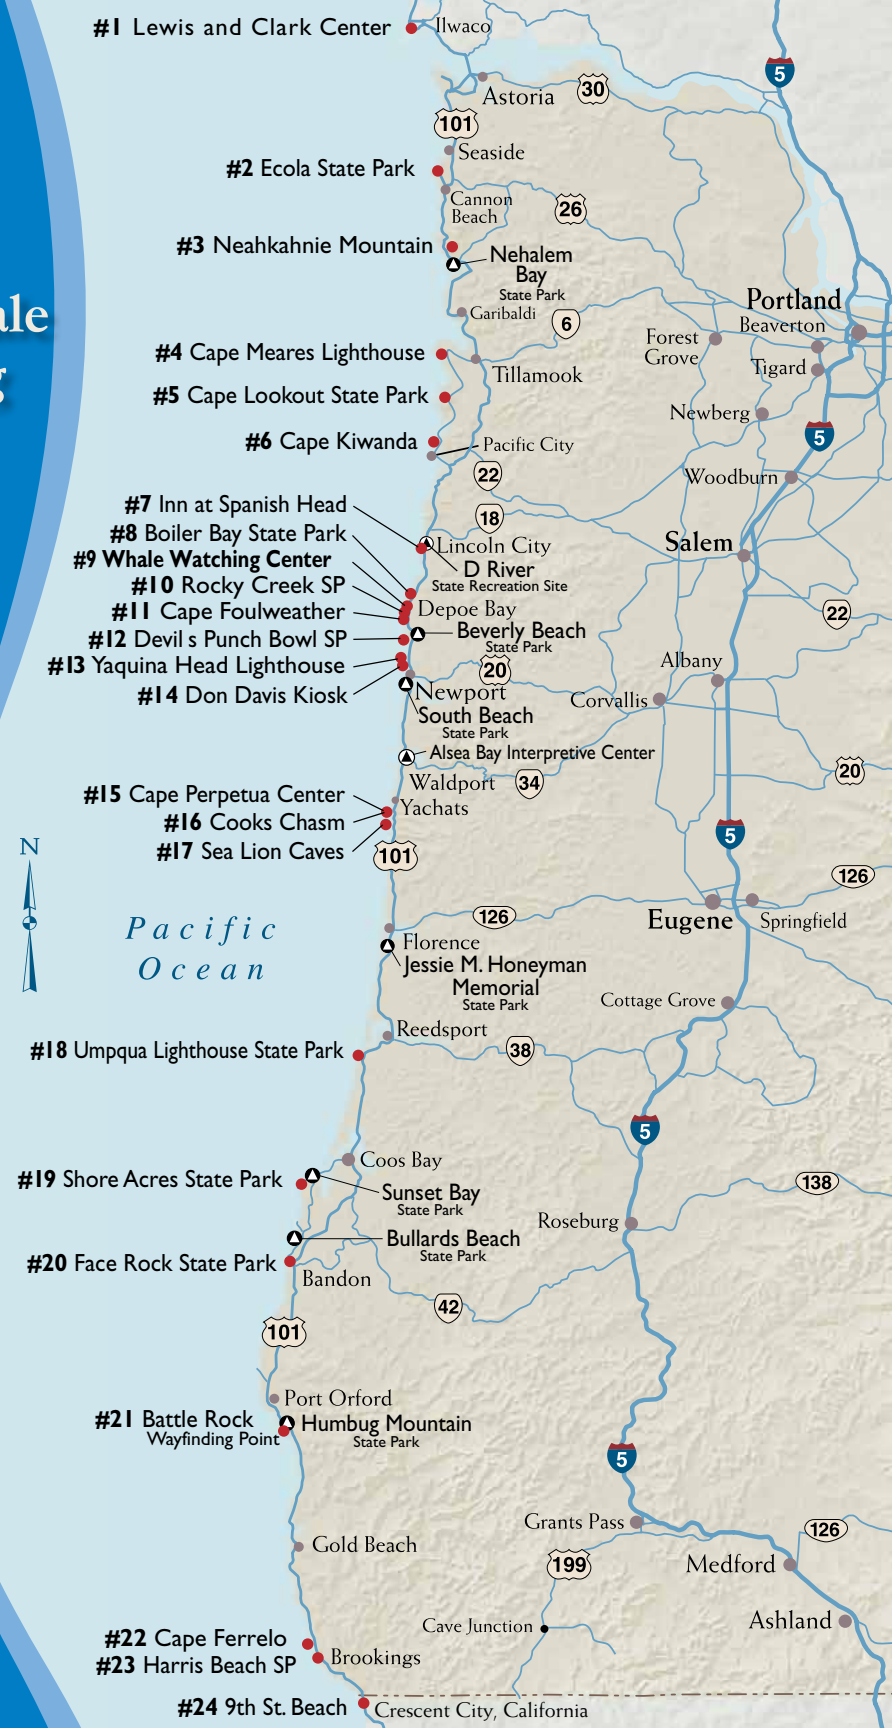 #1 Lewis and Clark Center
Ilwaco
5
Astoria
30
101
Seaside
#2 Ecola State Park
Cannon
Beach
26
#3 Neahkahnie Mountain
Nehalem
Bay
State Park
Portland
ale
Garibaldi
6
Beaverton
Forest
Grove
#4 Cape Meares Lighthouse
Tillamook
Tigard
g
#5 Cape Lookout State Park
Newberg
5
#6 Cape Kiwanda
Pacific City
22
Woodburn
#7 Inn at Spanish Head
18
#8 Boiler Bay State Park
Lincoln City
Salem
#9 Whale Watching Center
D River
State Recreation Site
#10 Rocky Creek SP
#11 Cape Foulweather
Depoe Bay
22
#12 Devil s Punch Bowl SP
Beverly Beach
State Park
#13 Yaquina Head Lighthouse
20
Albany
#14 Don Davis Kiosk
Newport
Corvallis
South Beach
State Park
Alsea Bay Interpretive Center
20
Waldport
34
#15 Cape Perpetua Center
Yachats
#16 Cooks Chasm
5
#17 Sea Lion Caves
101
N
126
126
Eugene
Springfield
Pacific
Ocean
Florence
Jessie M. Honeyman
Memorial
State Park
Cottage Grove
Reedsport
#18 Umpqua Lighthouse State Park
38
5
Coos Bay
#19 Shore Acres State Park
138
Sunset Bay
State Park
Roseburg
Bullards Beach
State Park
#20 Face Rock State Park
Bandon
42
101
Port Orford
#21 Battle Rock
Wayfinding Point
Humbug Mountain
State Park
5
Grants Pass
126
Gold Beach
199
Medford
Cave Junction
Ashland
#22 Cape Ferrelo
Brookings
#23 Harris Beach SP
#24 9th St. Beach
Crescent City, California